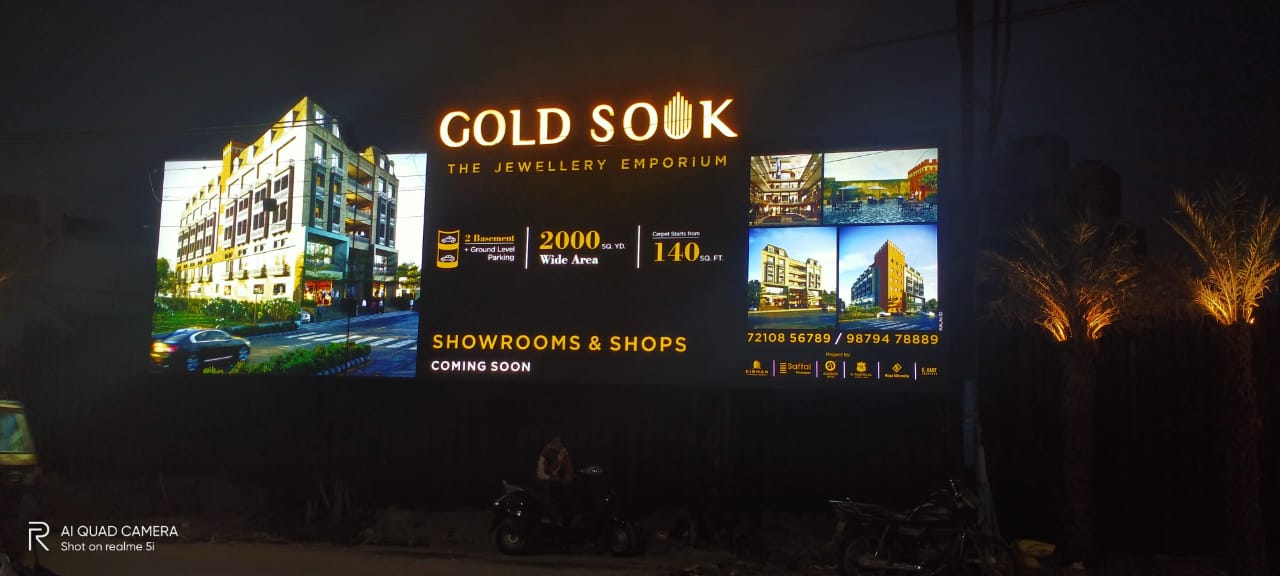 GOLD SOUK
THE JEWELLERY EMPORIUM
2 Basement
+ Ground Level
Parking
2000 SQ. YD.
Wide Area
Carpet Starts from
140 SQ. FT.
SHOWROOMS & SHOPS
COMING SOON
72108 56789 / 98794 78889
Project by:
Saffal
R
AI QUAD CAMERA
Shot on realme 5i